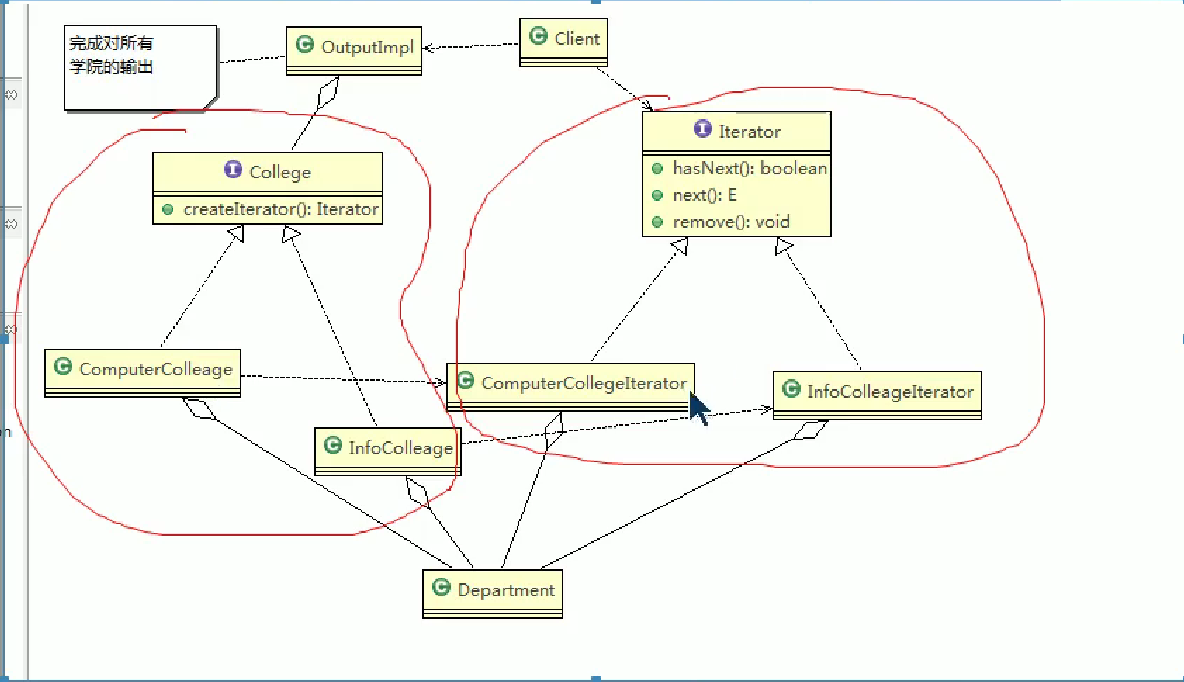 完成对所有
学院的输出
OutputImpl
Client
College
createIterator(): Iterator
Iterator
hasNext(): boolean
next(): E
remove(): void
ComputerColleage
InfoColleage
ComputerCollegeIterator
InfoColleageIterator
Department